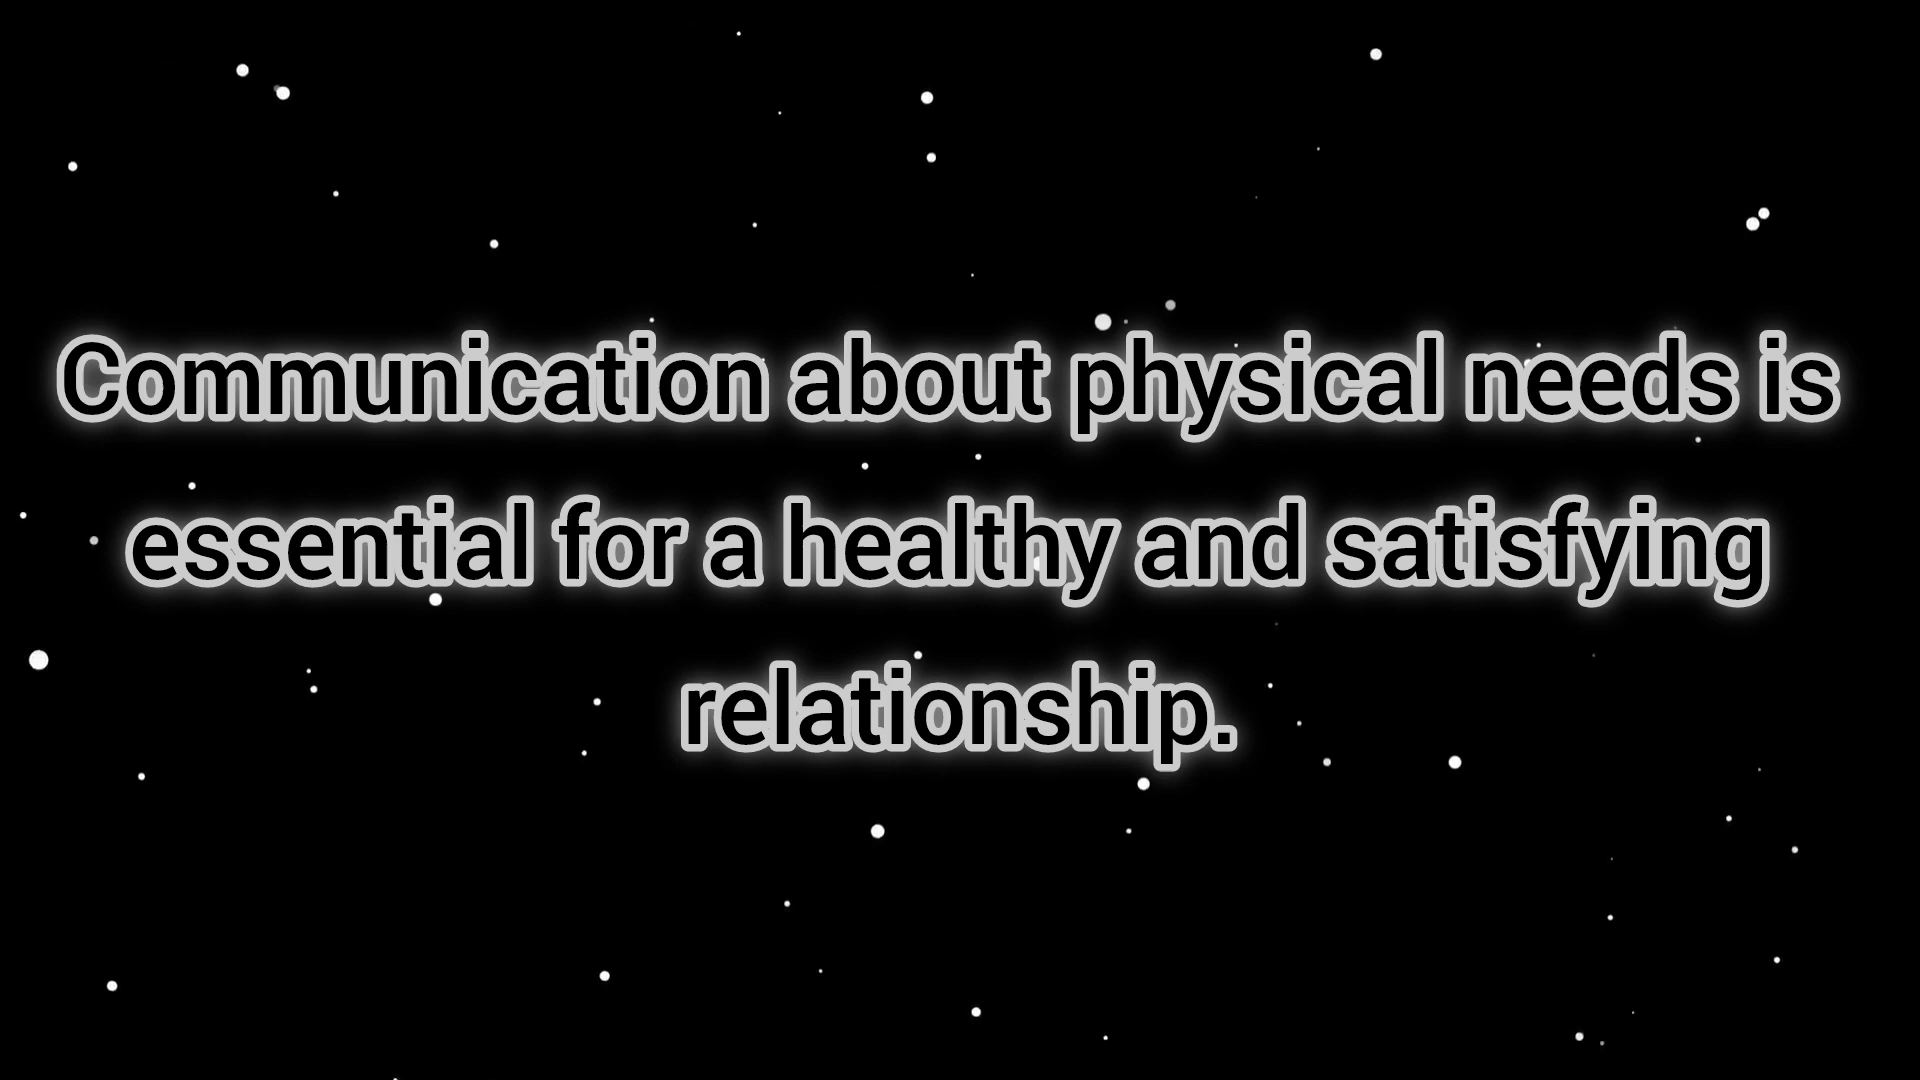 Communication about physical needs is
essential for a healthy and satisfying
relationship.